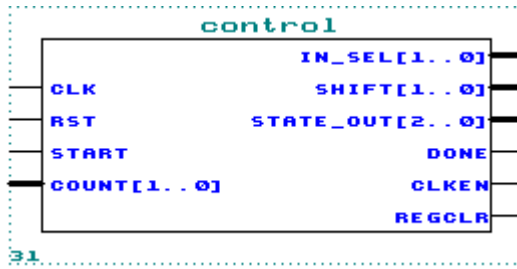 control
IN_SEL[1..0]
CLK SHIFT[1..0]
RST STATE_OUT[2..0]
START DONE
COUNT[1..0] CLKEN
REGCLR
31